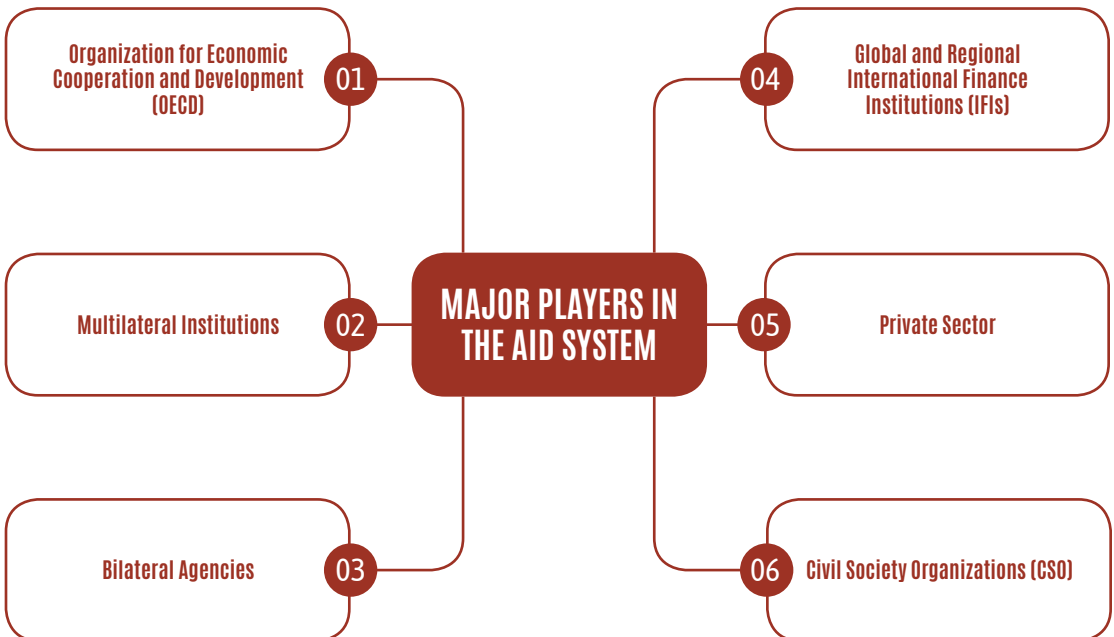 Organization for Economic
Cooperation and Development
(OECD)
01
Multilateral Institutions
02
Bilateral Agencies
03
MAJOR PLAYERS IN
THE AID SYSTEM
04
Global and Regional
International Finance
Institutions (IFIs)
05
Private Sector
06
Civil Society Organizations (CSO)